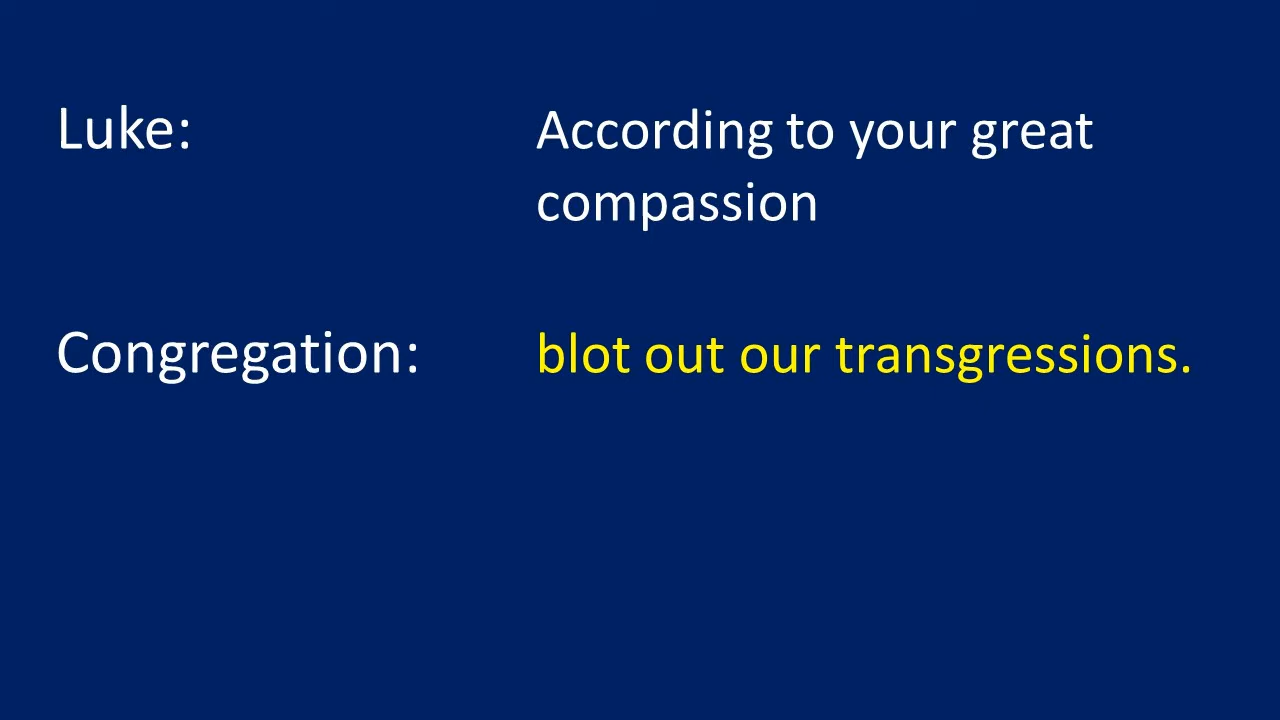 Luke: According to your great
compassion
Congregation: blot out our transgressions.